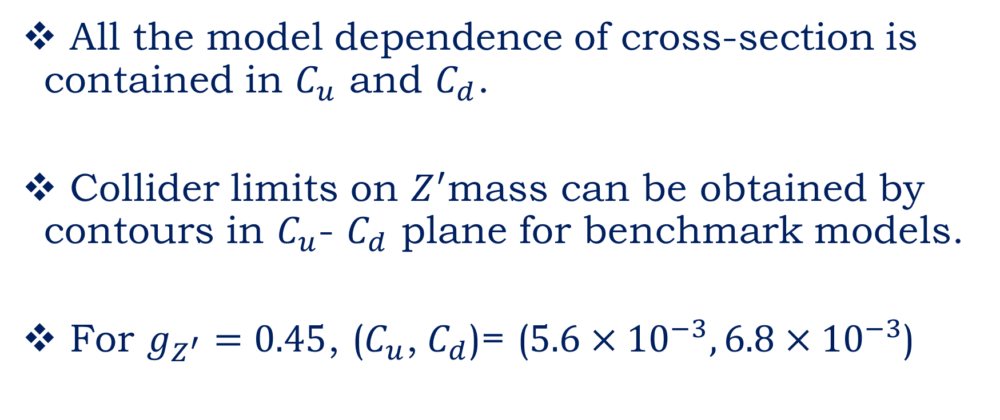 ❖ All the model dependence of cross-section is
contained in C_u and C_d.
❖ Collider limits on Z′mass can be obtained by
contours in C_u- C_d plane for benchmark models.
❖ For g_{Z′} = 0.45, (C_u, C_d)= (5.6 × 10^{−3}, 6.8 × 10^{−3})